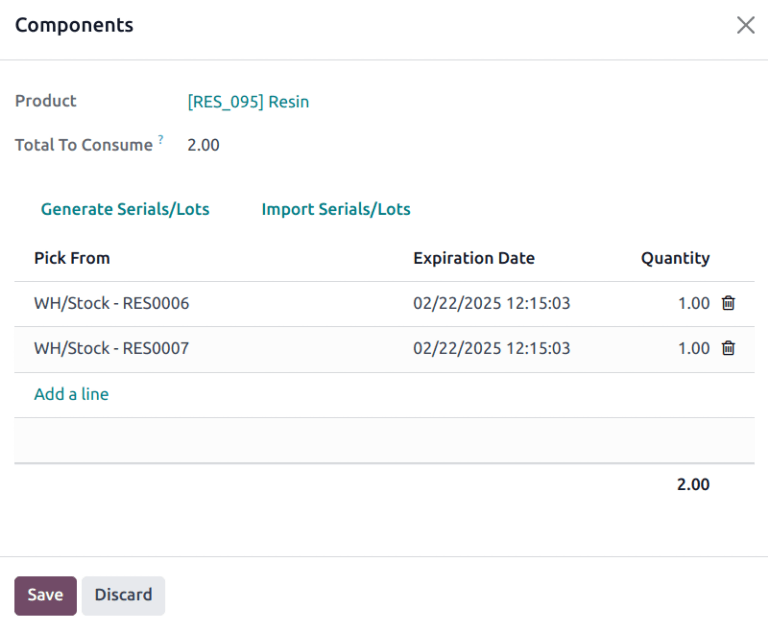 Components
Product [RES_095] Resin
Total To Consume ? 2.00
Generate Serials/Lots Import Serials/Lots
Pick From Expiration Date Quantity
WH/Stock - RES0006 02/22/2025 12:15:03 1.00
WH/Stock - RES0007 02/22/2025 12:15:03 1.00
Add a line
2.00
Save Discard